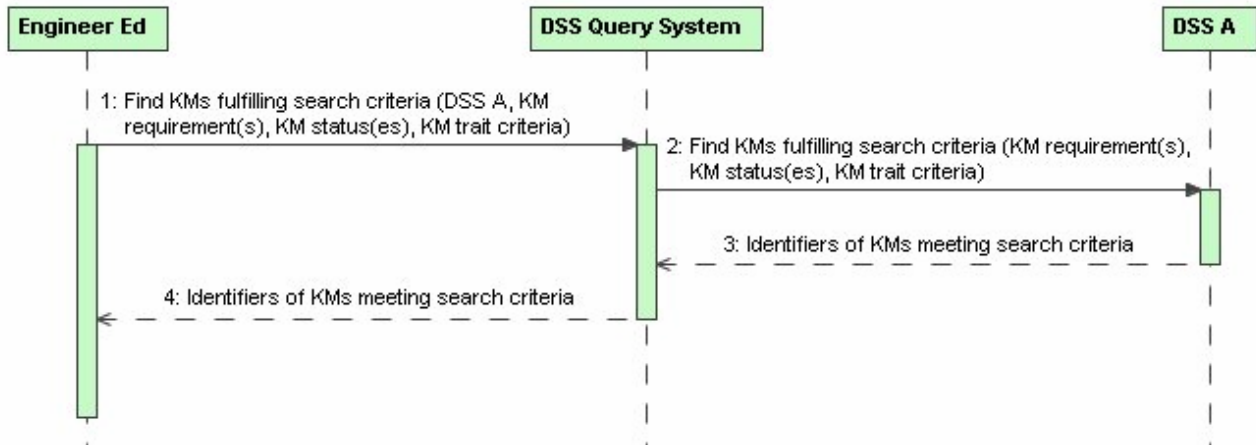 Engineer Ed
DSS Query System
DSS A
1: Find KMs fulfilling search criteria (DSS A, KM
requirement(s), KM status(es), KM trait criteria)
2: Find KMs fulfilling search criteria (KM requirement(s),
KM status(es), KM trait criteria)
3: Identifiers of KMs meeting search criteria
4: Identifiers of KMs meeting search criteria